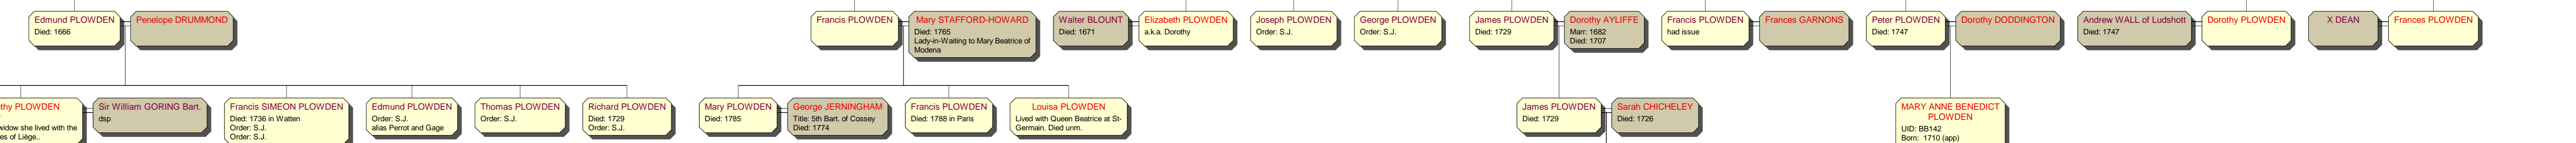 Edmund PLOWDEN
Died: 1666
Penelope DRUMMOND
Francis PLOWDEN
Mary STAFFORD-HOWARD
Died: 1765
Lady-in-Waiting to Mary Beatrice of
Modena
Walter BLOUNT
Died: 1671
Elizabeth PLOWDEN
a.k.a. Dorothy
Joseph PLOWDEN
Order: S.J.
George PLOWDEN
Order: S.J.
James PLOWDEN
Died: 1729
Dorothy AYLIFFE
Marr: 1682
Died: 1707
Francis PLOWDEN
had issue
Frances GARNONS
Peter PLOWDEN
Died: 1747
Dorothy DODDINGTON
Andrew WALL of Ludshott
Died: 1747
Dorothy PLOWDEN
X DEAN
Frances PLOWDEN
thy PLOWDEN
widow she lived with the
es of Liège..
Sir William GORING Bart.
dsp
Francis SIMEON PLOWDEN
Died: 1736 in Watten
Order: S.J.
Order: S.J.
Edmund PLOWDEN
Order: S.J.
alias Perrot and Gage
Thomas PLOWDEN
Order: S.J.
Richard PLOWDEN
Died: 1729
Order: S.J.
Mary PLOWDEN
Died: 1785
George JERNINGHAM
Title: 5th Bart. of Cossey
Died: 1774
Francis PLOWDEN
Died: 1788 in Paris
Louisa PLOWDEN
Lived with Queen Beatrice at St-
Germain. Died unm.
James PLOWDEN
Died: 1729
Sarah CHICHELEY
Died: 1726
MARY ANNE BENEDICT
PLOWDEN
UID: BB142
Born: 1710 (app)